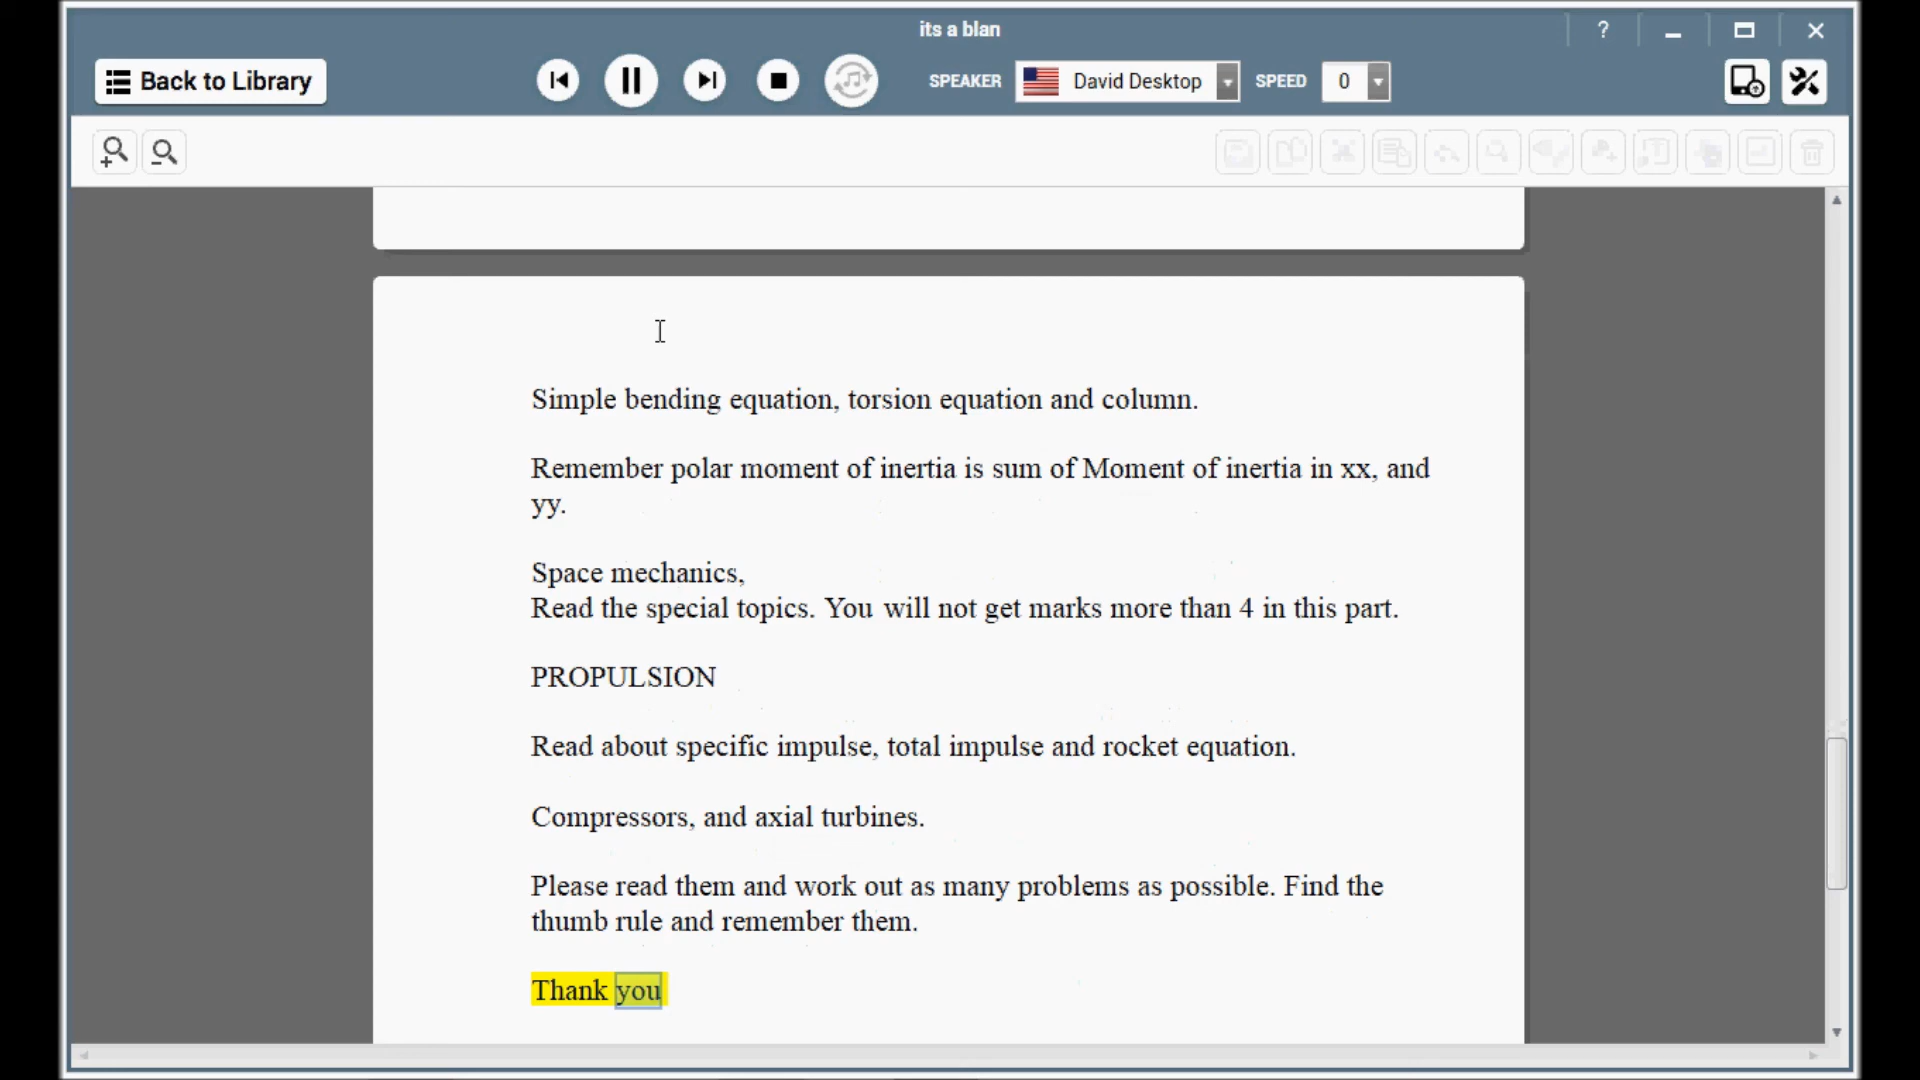 its a blan
?
Back to Library
SPEAKER David Desktop SPEED 0
Simple bending equation, torsion equation and column.
Remember polar moment of inertia is sum of Moment of inertia in xx, and
yy.
Space mechanics,
Read the special topics. You will not get marks more than 4 in this part.
PROPULSION
Read about specific impulse, total impulse and rocket equation.
Compressors, and axial turbines.
Please read them and work out as many problems as possible. Find the
thumb rule and remember them.
Thank you